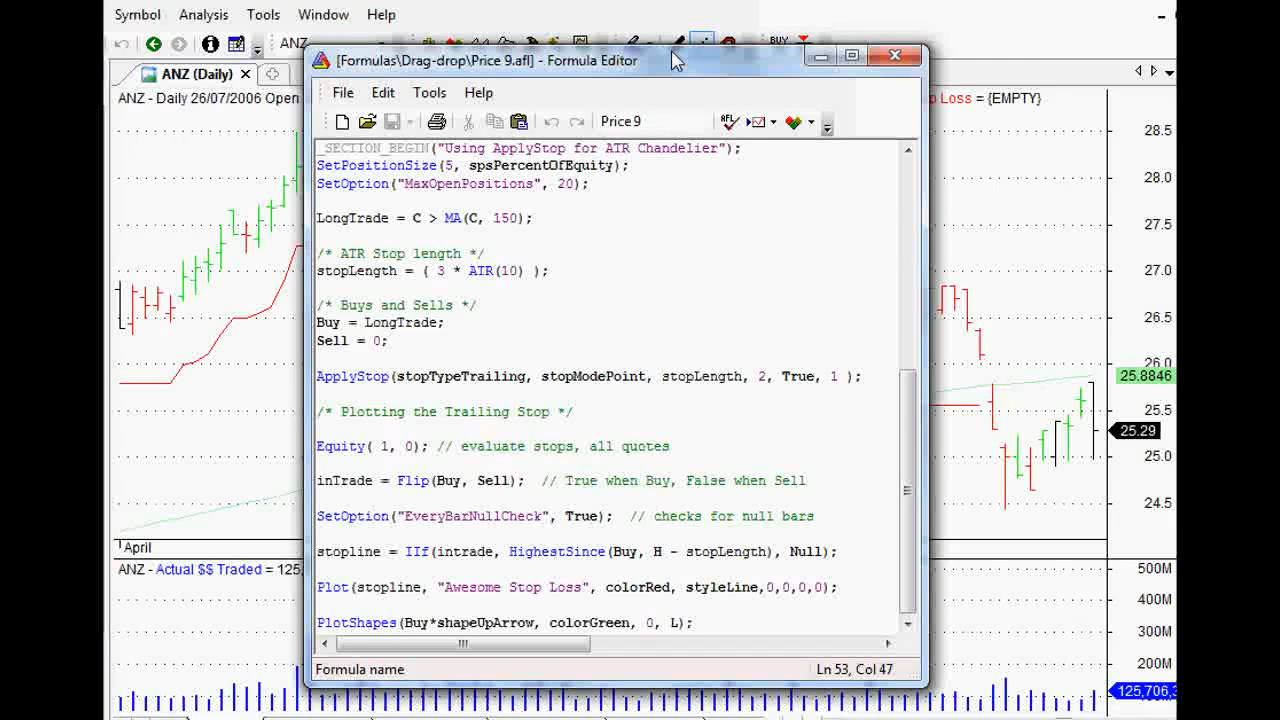 Symbol Analysis Tools Window Help
ANZ
BUY
ANZ (Daily)
ANZ - Daily 26/07/2006 Open
Loss = {EMPTY}
[Formulas\Drag-drop\Price 9.afl] - Formula Editor
File Edit Tools Help
Price 9
AFL
_SECTION_BEGIN("Using ApplyStop for ATR Chandelier");
SetPositionSize(5, spsPercentOfEquity);
SetOption("MaxOpenPositions", 20);
LongTrade = C > MA(C, 150);
/* ATR Stop length */
stopLength = ( 3 * ATR(10) );
/* Buys and Sells */
Buy = LongTrade;
Sell = 0;
ApplyStop(stopTypeTrailing, stopModePoint, stopLength, 2, True, 1 );
/* Plotting the Trailing Stop */
Equity( 1, 0); // evaluate stops, all quotes
inTrade = Flip(Buy, Sell); // True when Buy, False when Sell
SetOption("EveryBarNullCheck", True); // checks for null bars
stopline = IIf(intrade, HighestSince(Buy, H - stopLength), Null);
Plot(stopline, "Awesome Stop Loss", colorRed, styleLine,0,0,0,0);
PlotShapes(Buy*shapeUpArrow, colorGreen, 0, L);
Formula name
Ln 53, Col 47
28.5
28.0
27.5
27.0
26.5
26.0
25.8846
25.5
25.29
25.0
24.5
April
ANZ - Actual $$ Traded = 125,
500M
400M
300M
200M
125,706,3